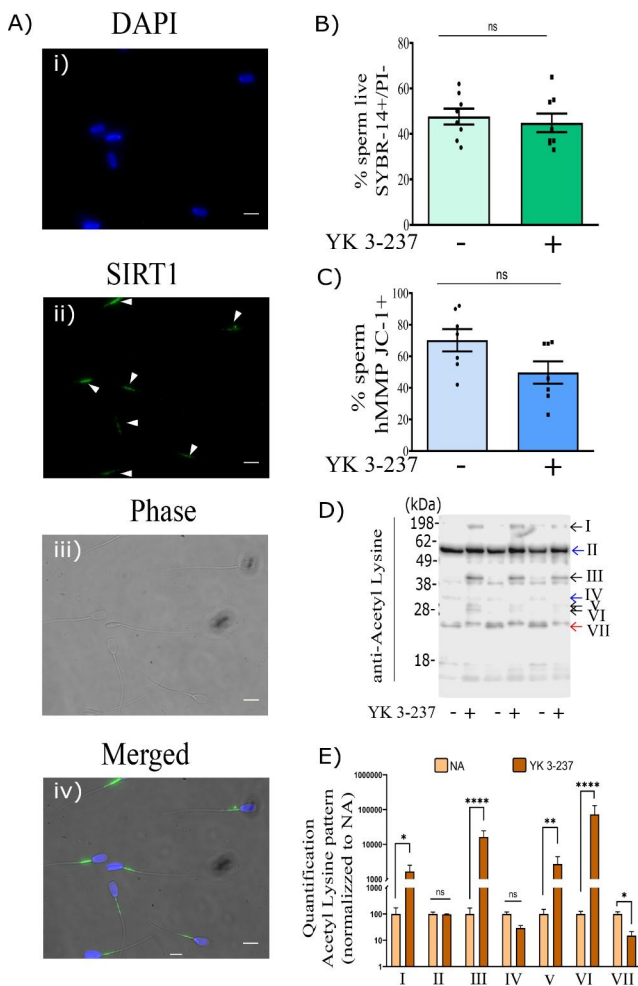 A)
DAPI
i)
SIRT1
ii)
Phase
iii)
Merged
iv)
B)
ns
% sperm live
SYBR-14+/PI-
80
60
40
20
0
YK 3-237
-
+
C)
ns
% sperm
hMMP JC-1+
100
80
60
40
20
0
YK 3-237
-
+
D)
(kDa)
anti-Acetyl Lysine
198-
62-
49-
38-
28-
18-
I
II
III
IV
V
VI
VII
YK 3-237 - + - + - +
E)
NA
YK 3-237
Quantification
Acetyl Lysine pattern
(normalizzed to NA)
1000000
100000
10000
1000
100
10
1
*
ns
****
ns
**
****
*
I II III IV v VI VII